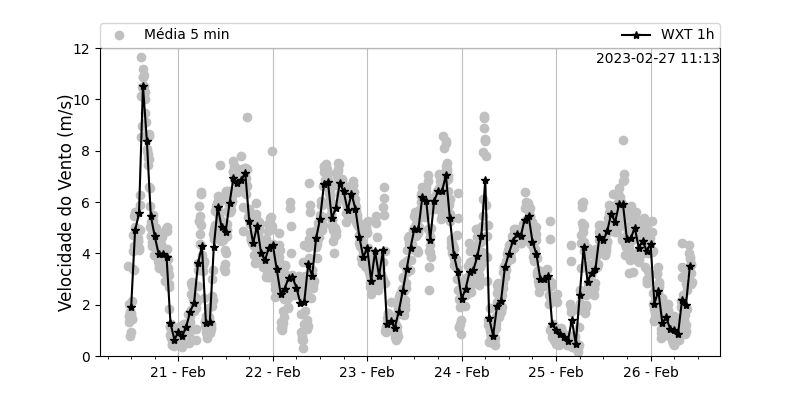 Média 5 min
WXT 1h
2023-02-27 11:13
Velocidade do Vento (m/s)
12
10
8
6
4
2
0
21 - Feb
22 - Feb
23 - Feb
24 - Feb
25 - Feb
26 - Feb